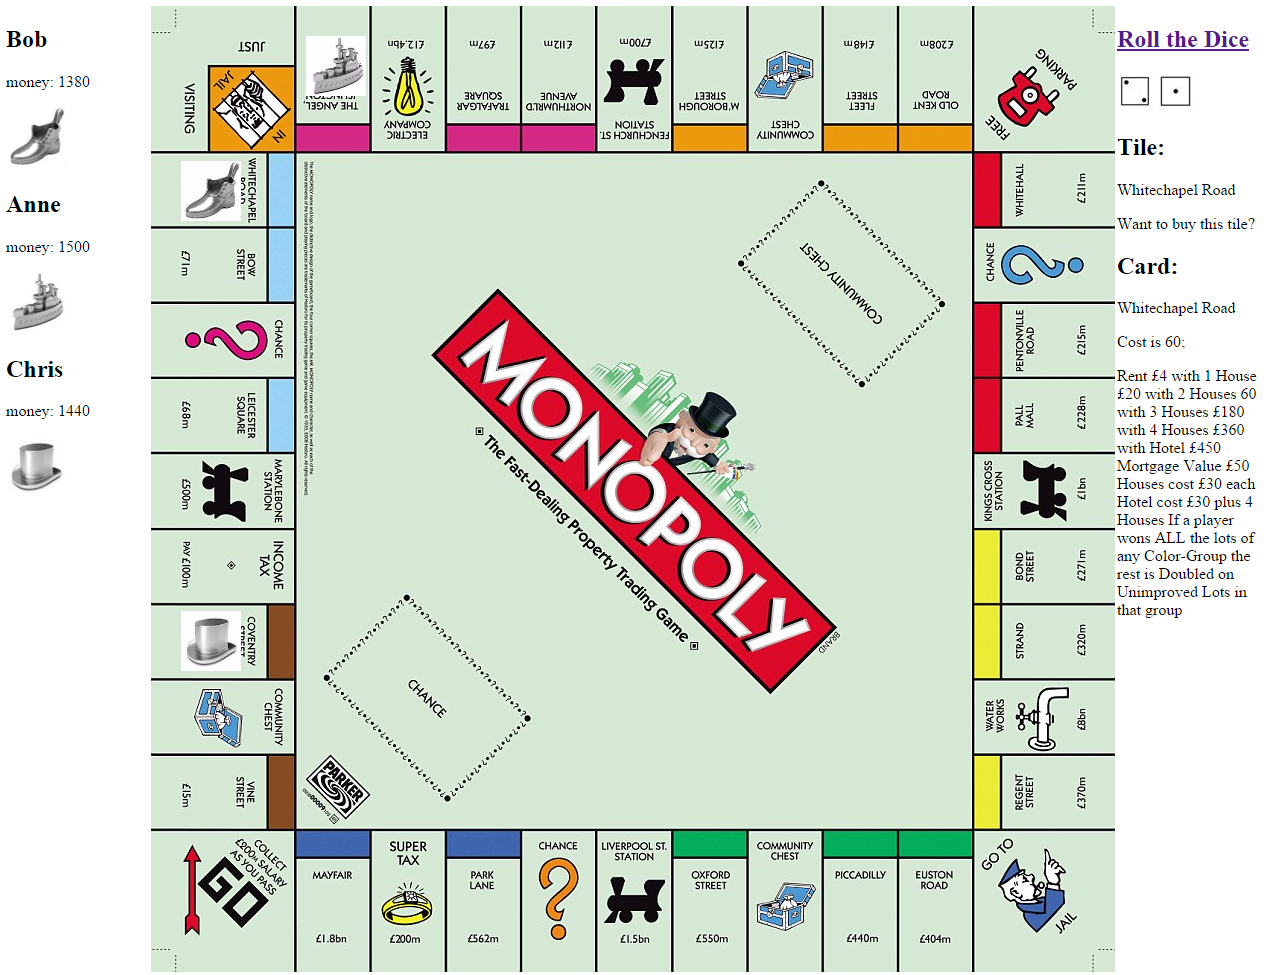 Bob
money: 1380
Anne
money: 1500
Chris
money: 1440
JUST
VISITING
IN
JAIL
THE ANGEL,
£12.4bn
ELECTRIC
COMPANY
£97m
TRAFALGAR
SQUARE
£112m
NORTHUMRLD
AVENUE
£700m
FENCHURCH ST.
STATION
£125m
M'BOROUGH
STREET
COMMUNITY
CHEST
£148m
FLEET
STREET
£208m
OLD KENT
ROAD
FREE
PARKING
WHITECHAPEL
ROAD
BOW
STREET
£71m
CHANCE
LEICESTER
SQUARE
£68m
MARYLEBONE
STATION
£500m
INCOME
TAX
PAY £100m
COVENTRY
STREET
COMMUNITY
CHEST
VINE
STREET
£15m
COLLECT
£200m SALARY
AS YOU PASS
GO
COMMUNITY CHEST
MONOPOLY
The Fast-Dealing Property Trading Game
BRAND
CHANCE
PARKER
WHITEHALL
£211m
CHANCE
PENTONVILLE
ROAD
£215m
PALL
MALL
£228m
KINGS CROSS
STATION
£1bn
BOND
STREET
£271m
STRAND
£320m
WATER
WORKS
£8bn
REGENT
STREET
£370m
MAYFAIR
£1.8bn
SUPER
TAX
£200m
PARK
LANE
£562m
CHANCE
LIVERPOOL ST.
STATION
£1.5bn
OXFORD
STREET
£550m
COMMUNITY
CHEST
PICCADILLY
£440m
EUSTON
ROAD
£404m
GO TO
JAIL
Roll the Dice
Tile:
Whitechapel Road
Want to buy this tile?
Card:
Whitechapel Road
Cost is 60;
Rent £4 with 1 House
£20 with 2 Houses 60
with 3 Houses £180
with 4 Houses £360
with Hotel £450
Mortgage Value £50
Houses cost £30 each
Hotel cost £30 plus 4
Houses If a player
wons ALL the lots of
any Color-Group the
rest is Doubled on
Unimproved Lots in
that group